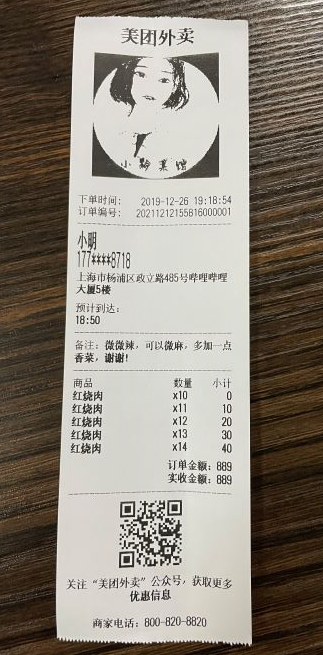 美团外卖
小龄美馆
下单时间: 2019-12-26 19:18:54
订单编号: 20211212155816000001
小明
177****8718
上海市杨浦区政立路485号哔哩哔哩
大厦5楼
预计到达:
18:50
备注: 微微辣, 可以微麻, 多加一点
香菜, 谢谢!
商品 数量 小计
红烧肉 x10 0
红烧肉 x11 10
红烧肉 x12 20
红烧肉 x13 30
红烧肉 x14 40
订单金额: 889
实收金额: 889
关注“美团外卖”公众号, 获取更多
优惠信息
商家电话: 800-820-8820